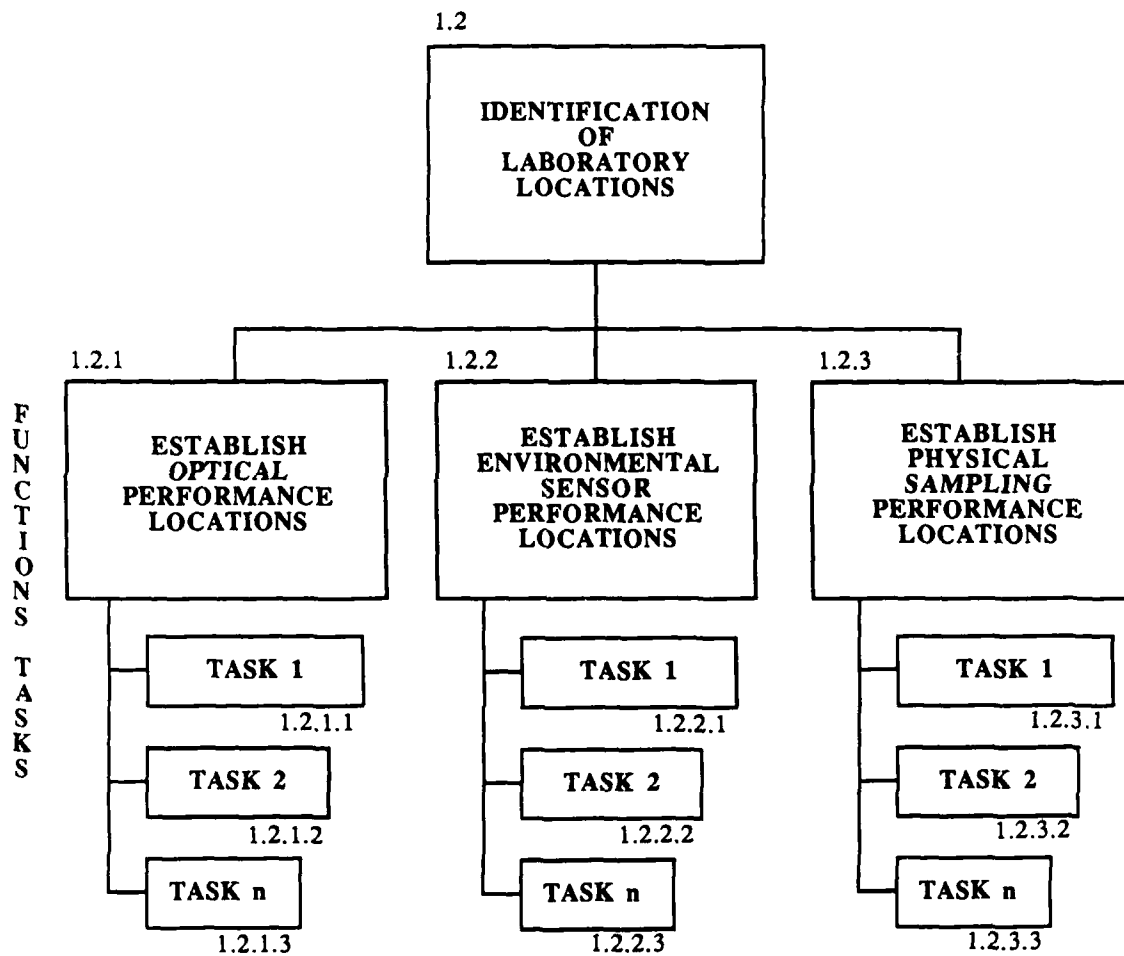 1.2
IDENTIFICATION
OF
LABORATORY
LOCATIONS
FUNCTIONS TASKS
1.2.1
ESTABLISH
OPTICAL
PERFORMANCE
LOCATIONS
TASK 1
1.2.1.1
TASK 2
1.2.1.2
TASK n
1.2.1.3
1.2.2
ESTABLISH
ENVIRONMENTAL
SENSOR
PERFORMANCE
LOCATIONS
TASK 1
1.2.2.1
TASK 2
1.2.2.2
TASK n
1.2.2.3
1.2.3
ESTABLISH
PHYSICAL
SAMPLING
PERFORMANCE
LOCATIONS
TASK 1
1.2.3.1
TASK 2
1.2.3.2
TASK n
1.2.3.3